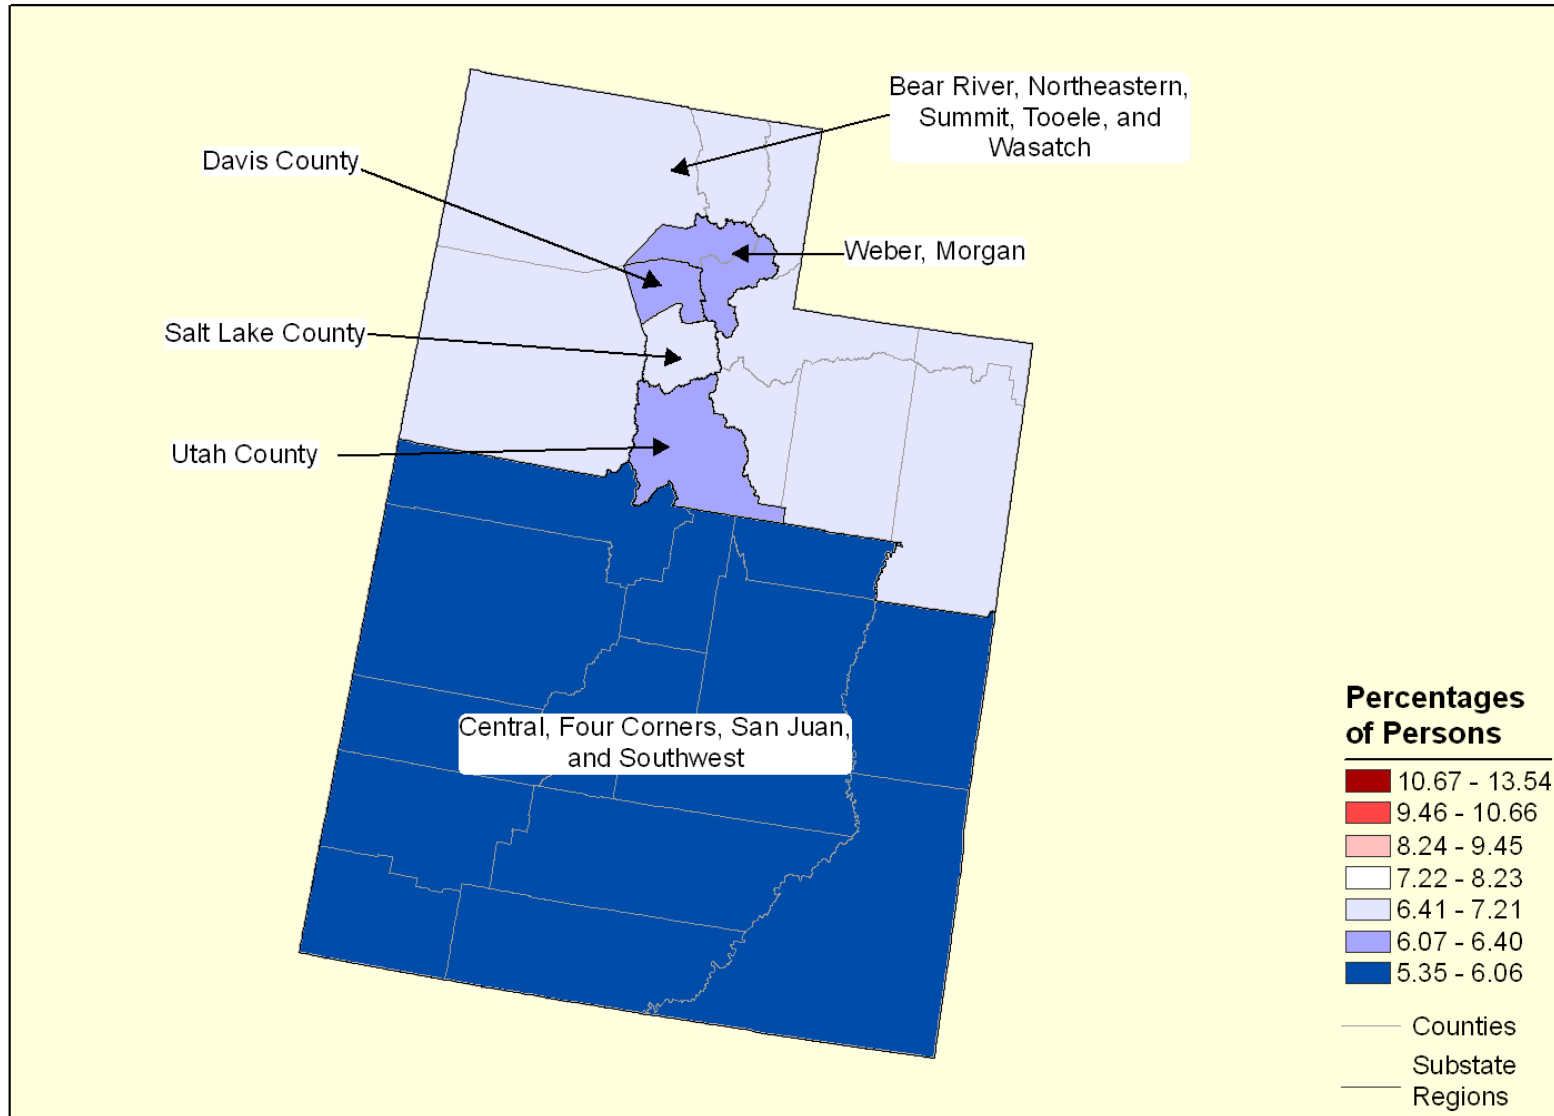 Bear River, Northeastern,
Summit, Tooele, and
Wasatch
Davis County
Weber, Morgan
Salt Lake County
Utah County
Central, Four Corners, San Juan,
and Southwest
Percentages
of Persons
10.67 - 13.54
9.46 - 10.66
8.24 - 9.45
7.22 - 8.23
6.41 - 7.21
6.07 - 6.40
5.35 - 6.06
Counties
Substate
Regions